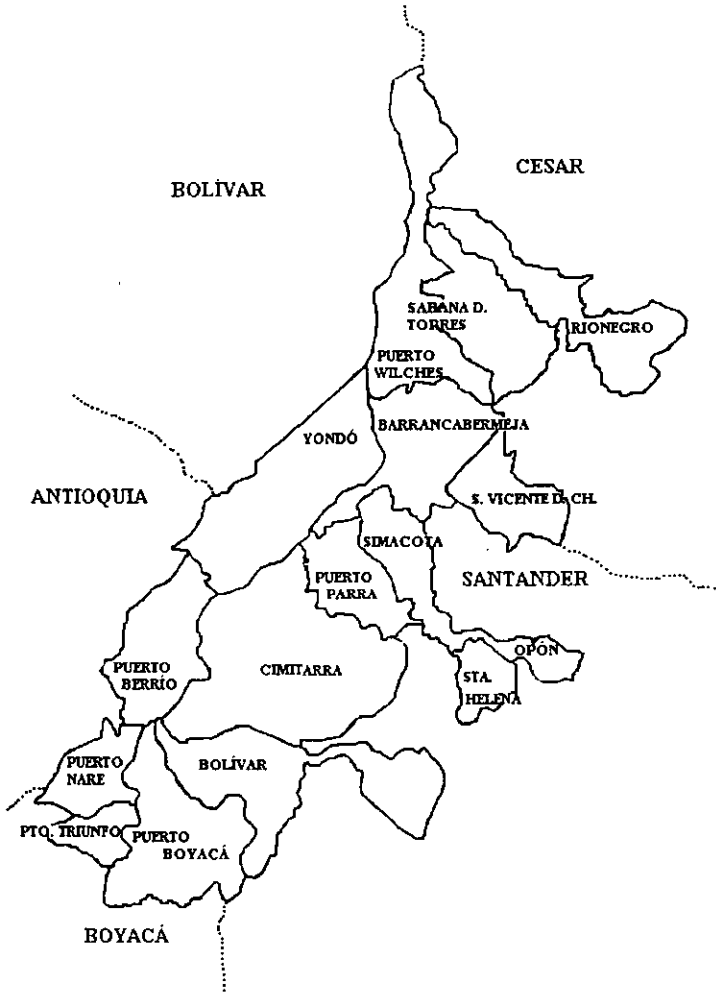 CESAR
BOLÍVAR
SABANA D.
TORRES
RIONEGRO
PUERTO
WILCHES
BARRANCABERMEJA
YONDÓ
ANTIOQUIA
S. VICENTE D. CH.
SIMACOTA
PUERTO
PARRA
SANTANDER
OPÓN
PUERTO
BERRÍO
CIMITARRA
STA.
HELENA
PUERTO
NARE
BOLÍVAR
PTO. TRIUNFO
PUERTO
BOYACÁ
BOYACÁ